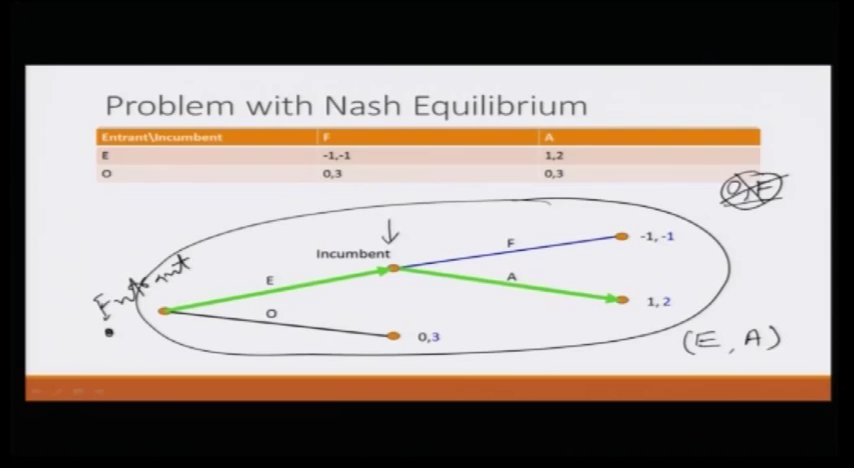 Problem with Nash Equilibrium
Entrant\Incumbent F A
E -1,-1 1,2
O 0,3 0,3
O, F
Incumbent
F
-1, -1
Entrant
E
A
1, 2
O
0,3
(E, A)